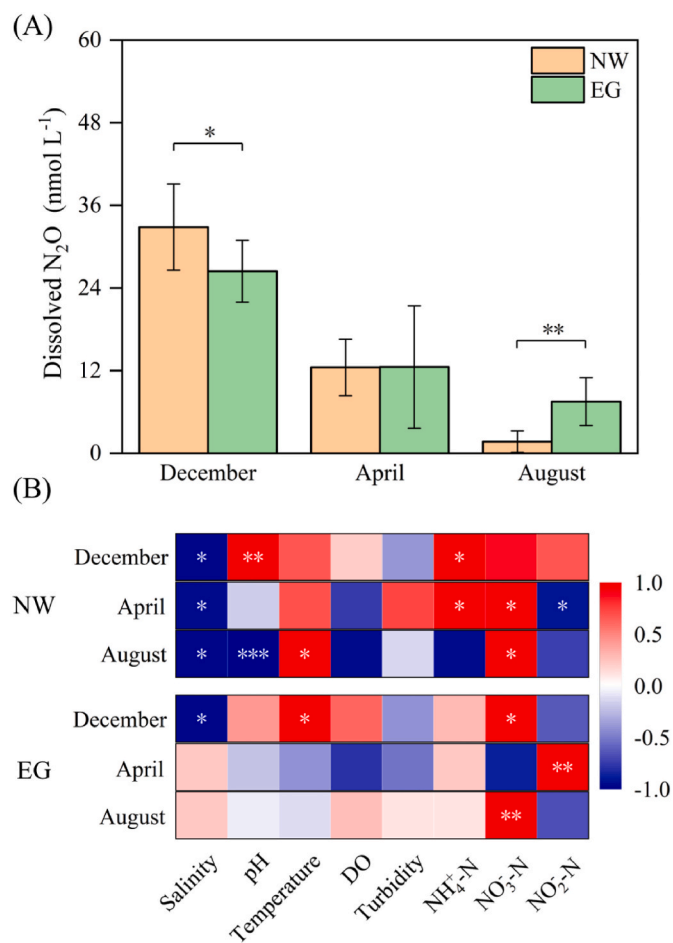 (A)
60
48
36
24
12
0
Dissolved N₂O (nmol L⁻¹)
NW
EG
*
**
December April August
(B)
NW
December * ** *
April * * * *
August * *** * *
EG
December * * *
April **
August **
1.0
0.5
0.0
-0.5
-1.0
Salinity pH Temperature DO Turbidity NH₄⁺-N NO₃⁻-N NO₂⁻-N